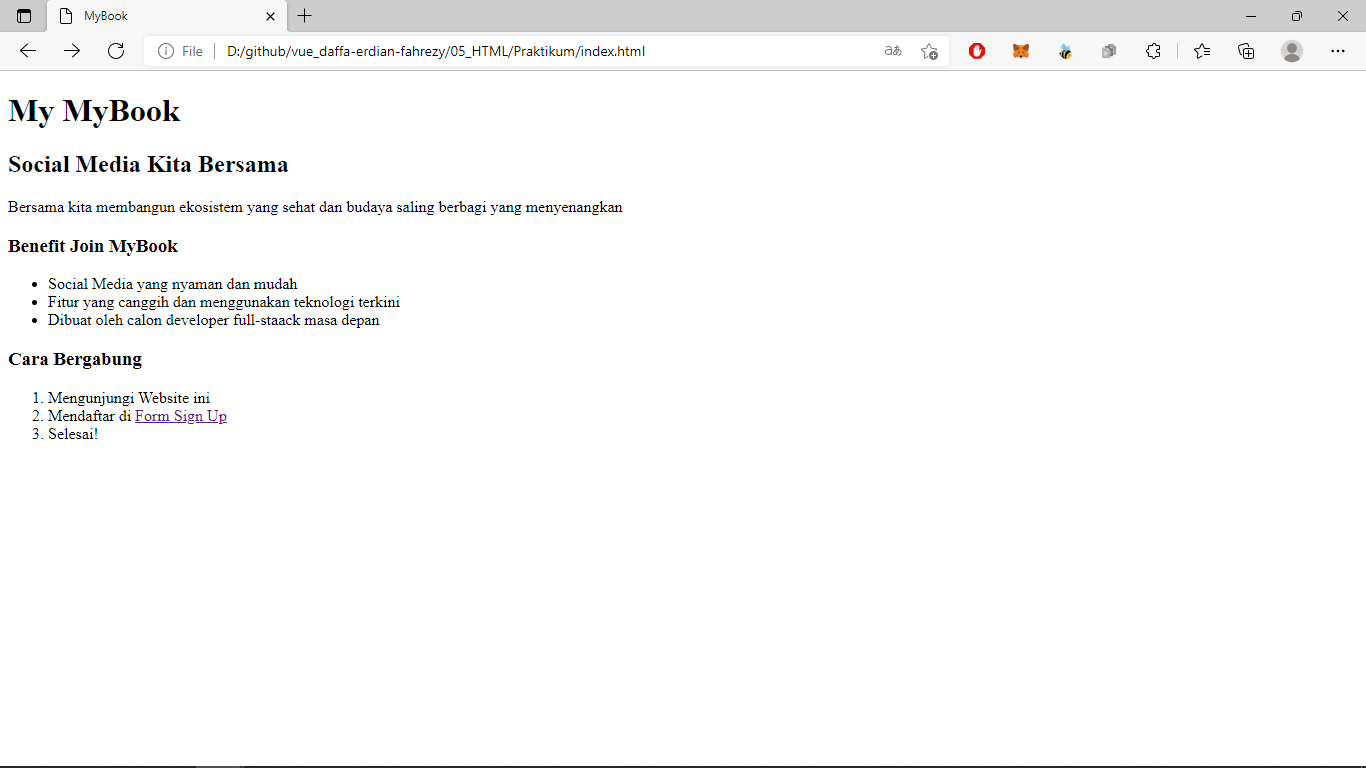 MyBook
File
D:/github/vue_daffa-erdian-fahrezy/05_HTML/Praktikum/index.html
aあ
My MyBook
Social Media Kita Bersama
Bersama kita membangun ekosistem yang sehat dan budaya saling berbagi yang menyenangkan
Benefit Join MyBook
• Social Media yang nyaman dan mudah
• Fitur yang canggih dan menggunakan teknologi terkini
• Dibuat oleh calon developer full-staack masa depan
Cara Bergabung
1. Mengunjungi Website ini
2. Mendaftar di Form Sign Up
3. Selesai!